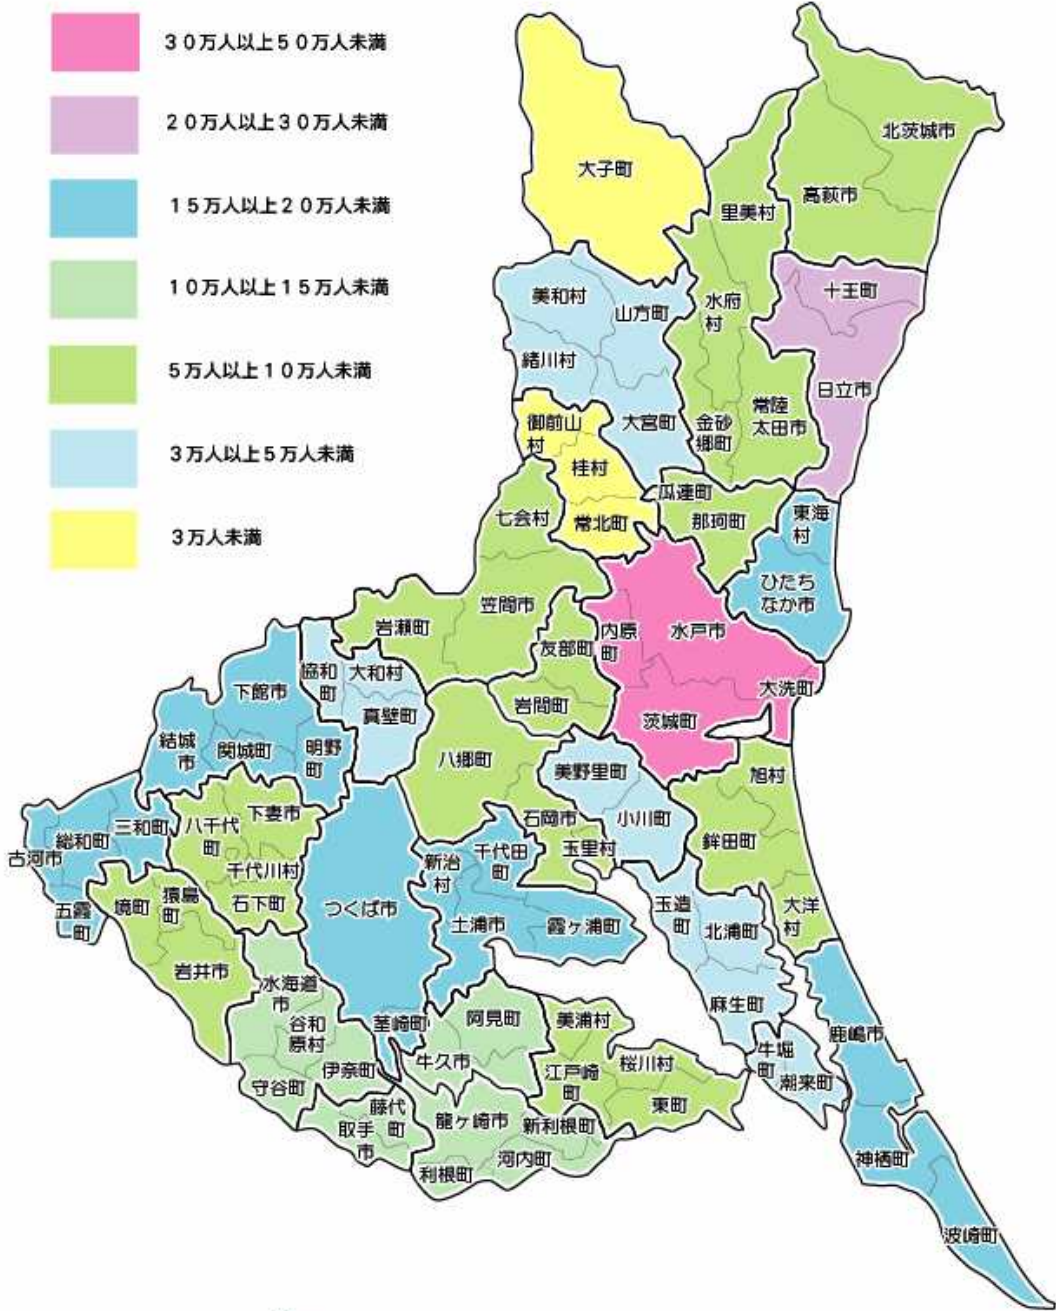 30万人以上50万人未満
20万人以上30万人未満
15万人以上20万人未満
10万人以上15万人未満
5万人以上10万人未満
3万人以上5万人未満
3万人未満
北茨城市
大子町
高萩市
里美村
十王町
美和村
山方町
水府
村
緒川村
日立市
常陸
太田市
御前山
村
大宮町
金砂
郷町
桂村
瓜連町
七会村
常北町
那珂町
東海
村
ひたち
なか市
笠間市
岩瀬町
友部町
内原
町
水戸市
協和
町
大和村
大洗町
下館市
岩間町
真壁町
茨城町
結城
市
関城町
明野
町
八郷町
美野里町
旭村
下妻市
石岡市
小川町
三和町
八千代
町
総和町
鉾田町
玉里村
古河市
千代田
町
新治
村
千代川村
猿島
町
境町
石下町
つくば市
玉造
町
大洋
村
五霞
町
土浦市
霞ヶ浦町
北浦町
岩井市
水海道
市
麻生町
谷和
原村
茎崎町
阿見町
美浦村
鹿嶋市
牛堀
町
伊奈町
牛久市
江戸崎
町
桜川村
潮来町
守谷町
藤代
町
東町
取手
市
龍ヶ崎市
新利根町
河内町
利根町
神栖町
波崎町